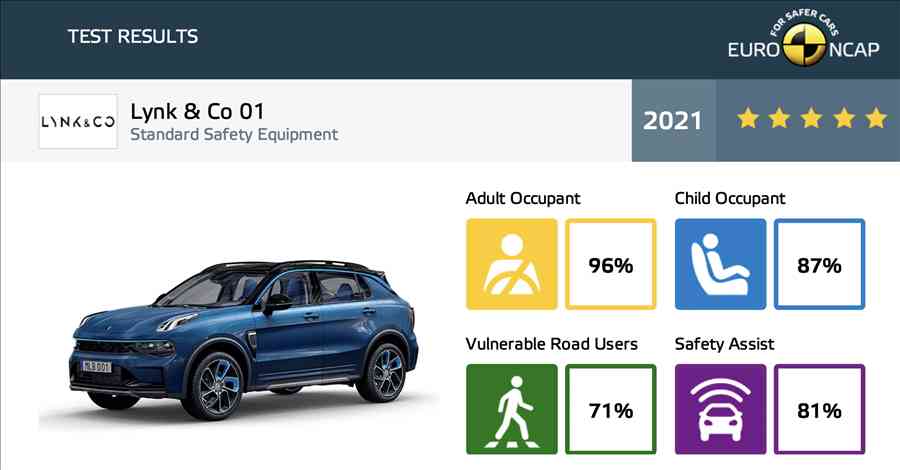 TEST RESULTS
FOR SAFER CARS
EURO NCAP
LYNK&CO
Lynk & Co 01
Standard Safety Equipment
2021
Adult Occupant
Child Occupant
96%
87%
Vulnerable Road Users
Safety Assist
71%
81%
MLB 001